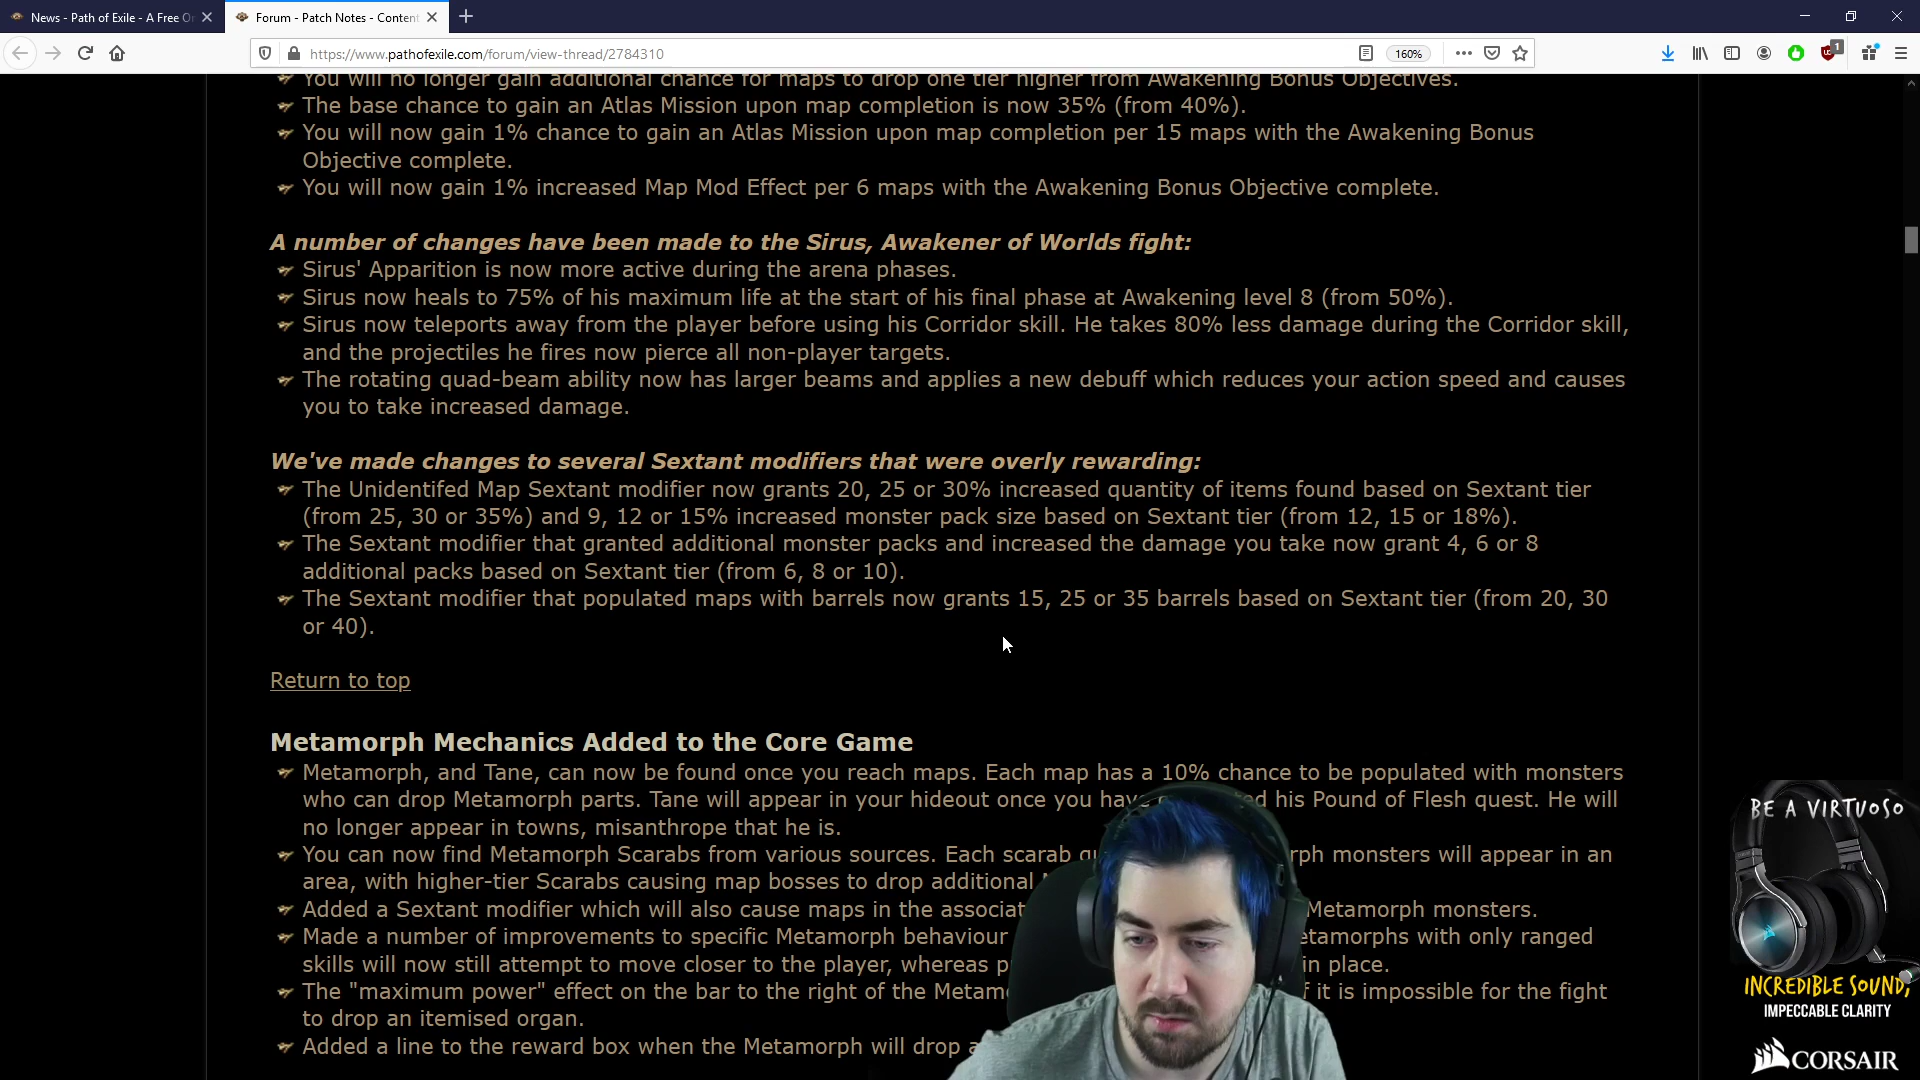 News - Path of Exile - A Free O
Forum - Patch Notes - Content
https://www.pathofexile.com/forum/view-thread/2784310
160%
1
You will no longer gain additional chance for maps to drop one tier higher from Awakening Bonus Objectives.
The base chance to gain an Atlas Mission upon map completion is now 35% (from 40%).
You will now gain 1% chance to gain an Atlas Mission upon map completion per 15 maps with the Awakening Bonus
Objective complete.
You will now gain 1% increased Map Mod Effect per 6 maps with the Awakening Bonus Objective complete.
A number of changes have been made to the Sirus, Awakener of Worlds fight:
Sirus' Apparition is now more active during the arena phases.
Sirus now heals to 75% of his maximum life at the start of his final phase at Awakening level 8 (from 50%).
Sirus now teleports away from the player before using his Corridor skill. He takes 80% less damage during the Corridor skill,
and the projectiles he fires now pierce all non-player targets.
The rotating quad-beam ability now has larger beams and applies a new debuff which reduces your action speed and causes
you to take increased damage.
We've made changes to several Sextant modifiers that were overly rewarding:
The Unidentifed Map Sextant modifier now grants 20, 25 or 30% increased quantity of items found based on Sextant tier
(from 25, 30 or 35%) and 9, 12 or 15% increased monster pack size based on Sextant tier (from 12, 15 or 18%).
The Sextant modifier that granted additional monster packs and increased the damage you take now grant 4, 6 or 8
additional packs based on Sextant tier (from 6, 8 or 10).
The Sextant modifier that populated maps with barrels now grants 15, 25 or 35 barrels based on Sextant tier (from 20, 30
or 40).
Return to top
Metamorph Mechanics Added to the Core Game
Metamorph, and Tane, can now be found once you reach maps. Each map has a 10% chance to be populated with monsters
who can drop Metamorph parts. Tane will appear in your hideout once you have his Pound of Flesh quest. He will
no longer appear in towns, misanthrope that he is.
You can now find Metamorph Scarabs from various sources. Each scarab monsters will appear in an
area, with higher-tier Scarabs causing map bosses to drop additional
Added a Sextant modifier which will also cause maps in the Metamorph monsters.
Made a number of improvements to specific Metamorph behaviour with only ranged
skills will now still attempt to move closer to the player, whereas in place.
The "maximum power" effect on the bar to the right of the it is impossible for the fight
to drop an itemised organ.
Added a line to the reward box when the Metamorph will drop
BE A VIRTUOSO
INCREDIBLE SOUND,
IMPECCABLE CLARITY
CORSAIR